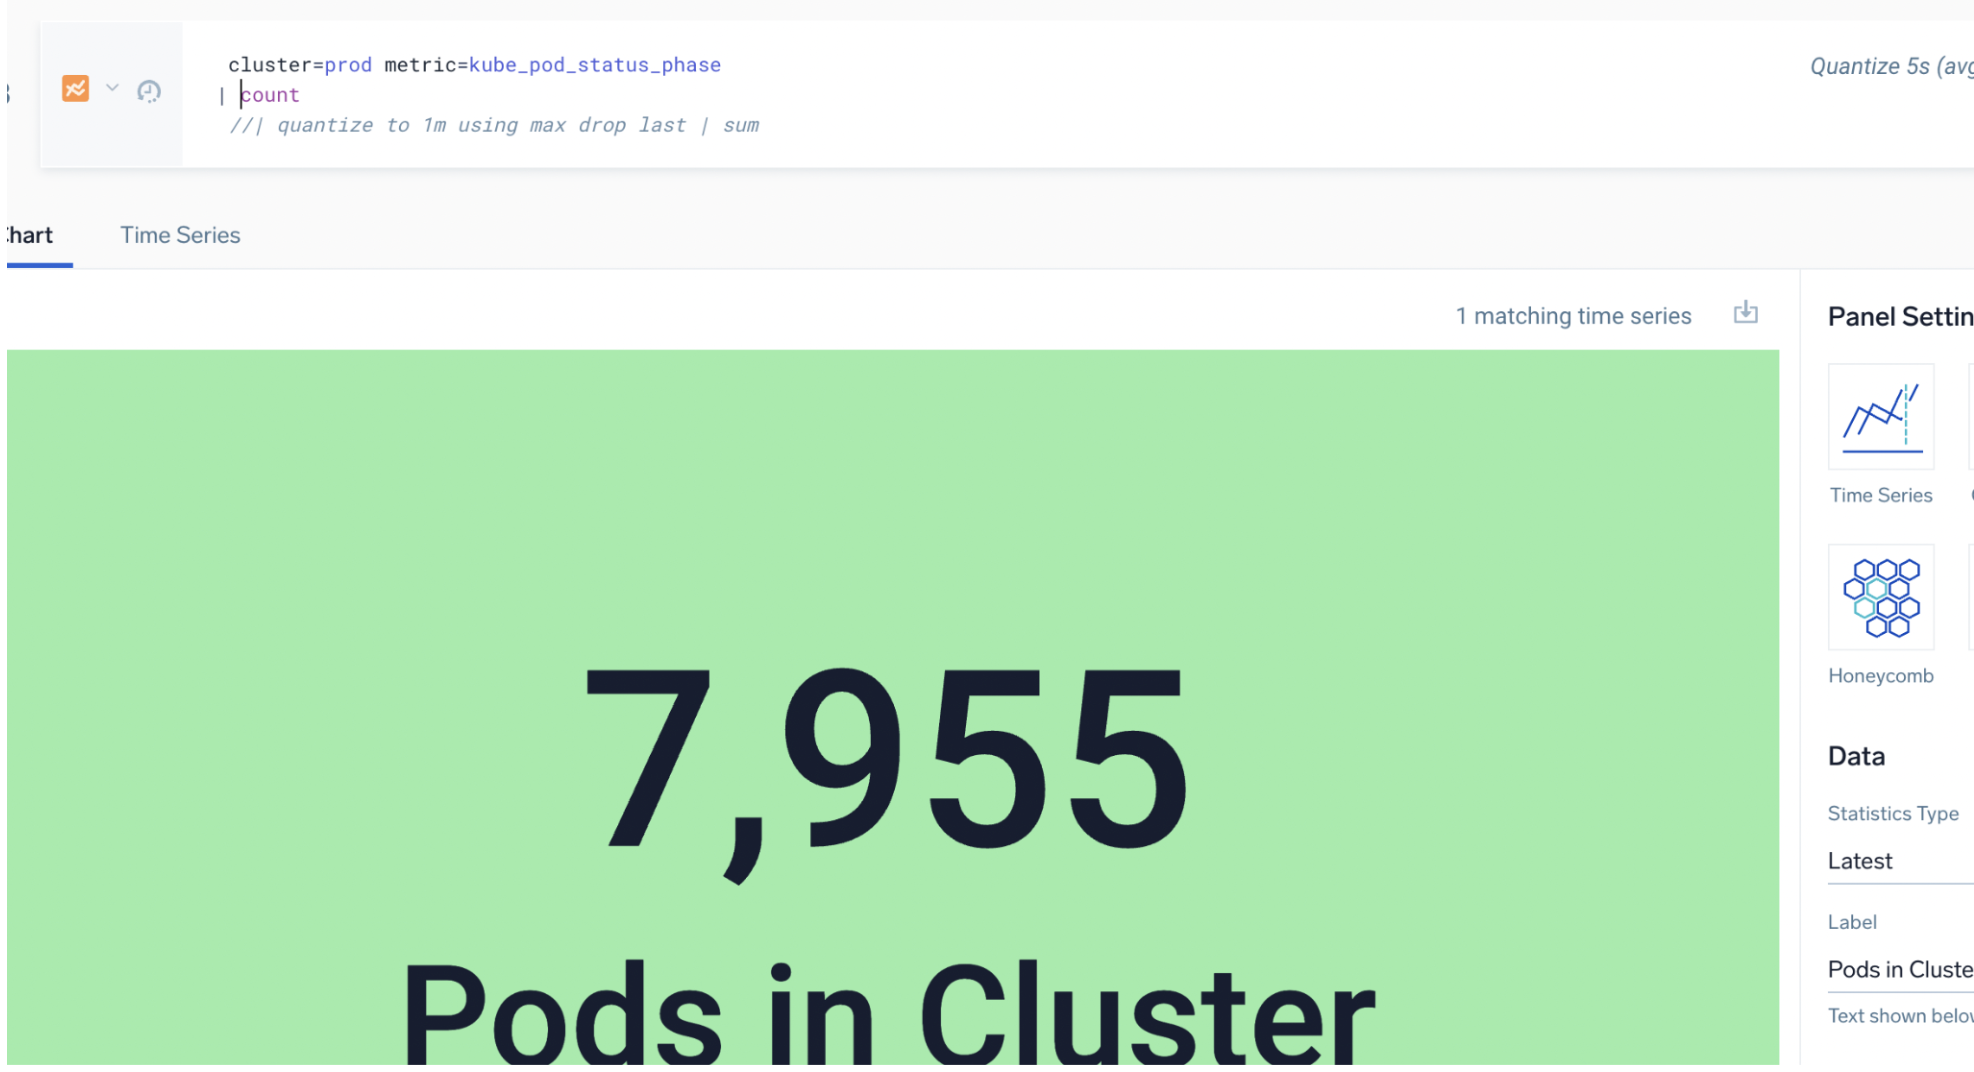 cluster=prod metric=kube_pod_status_phase
Quantize 5s (avg
| count
//| quantize to 1m using max drop last | sum
Chart
Time Series
1 matching time series
Panel Settin
Time Series
Honeycomb
Data
Statistics Type
Latest
Label
Pods in Cluste
Text shown belov
7,955
Pods in Cluster